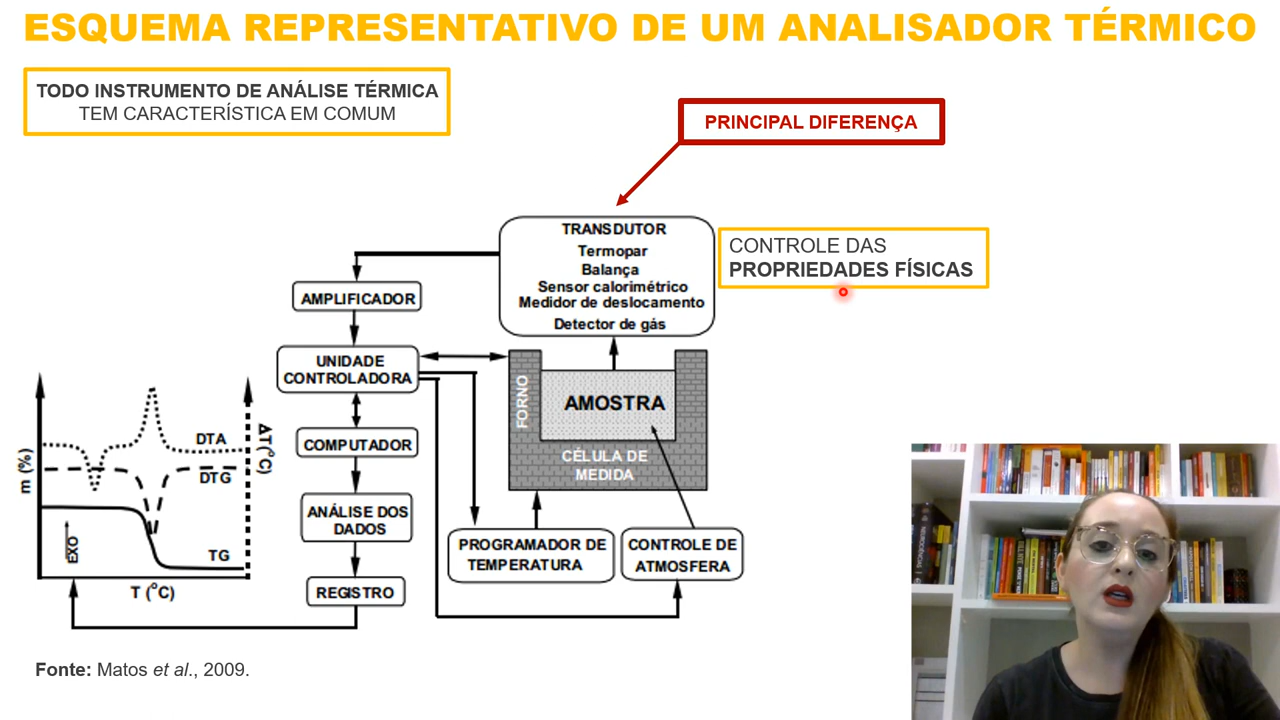 ESQUEMA REPRESENTATIVO DE UM ANALISADOR TÉRMICO
TODO INSTRUMENTO DE ANÁLISE TÉRMICA
TEM CARACTERÍSTICA EM COMUM
PRINCIPAL DIFERENÇA
TRANSDUTOR
Termopar
Balança
Sensor calorimétrico
Medidor de deslocamento
Detector de gás
CONTROLE DAS
PROPRIEDADES FÍSICAS
AMPLIFICADOR
UNIDADE
CONTROLADORA
COMPUTADOR
ANÁLISE DOS
DADOS
REGISTRO
FORNO
AMOSTRA
CÉLULA DE
MEDIDA
PROGRAMADOR DE
TEMPERATURA
CONTROLE DE
ATMOSFERA
m (%)
DTA
DTG
TG
EXO
ΔT(°C)
T (°C)
Fonte: Matos et al., 2009.